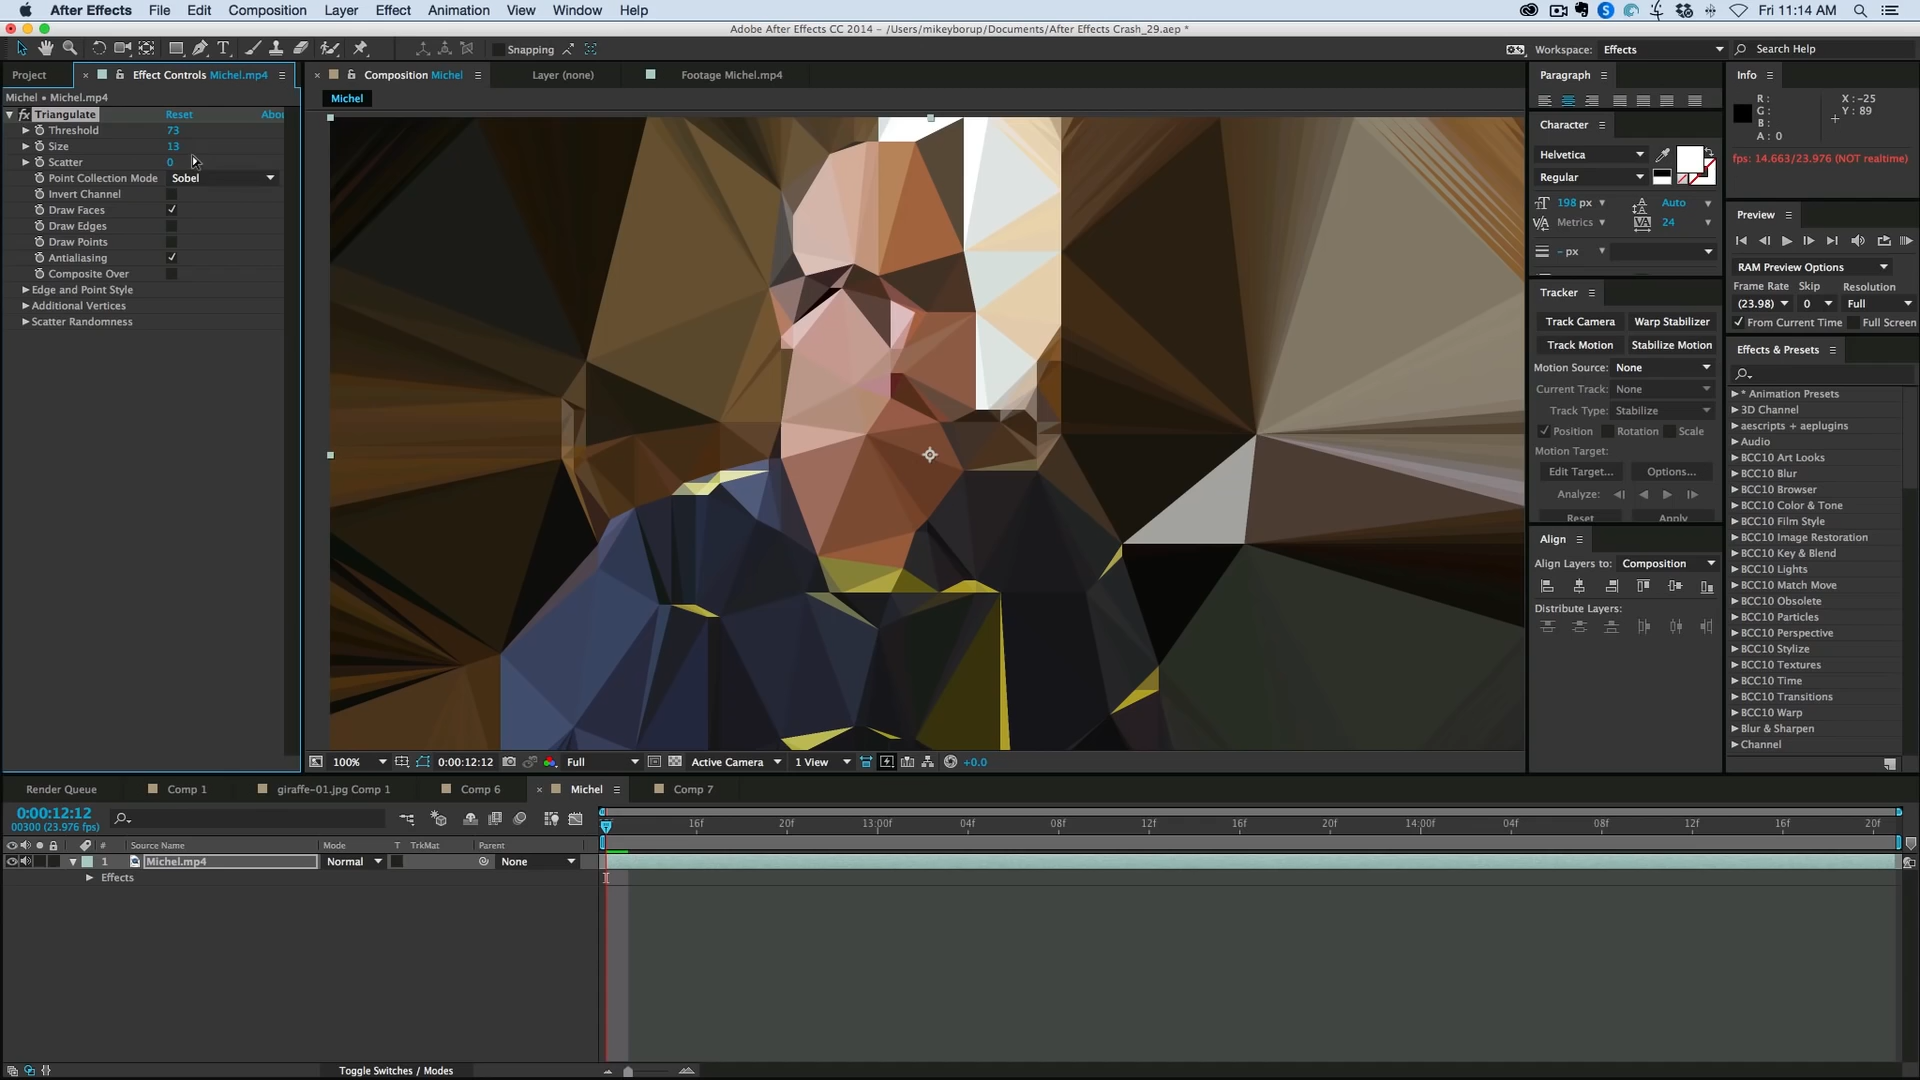 After Effects File Edit Composition Layer Effect Animation View Window Help Fri 11:14 AM
Adobe After Effects CC 2014 - /Users/mikeyborup/Documents/After Effects Crash_29.aep *
Snapping Workspace: Effects Search Help
Project Effect Controls Michel.mp4 Composition Michel Layer (none) Footage Michel.mp4 Paragraph Info
Michel • Michel.mp4
Michel
fx Triangulate Reset Abou
Threshold 73
Size 13
Scatter 0
Point Collection Mode Sobel
Invert Channel
Draw Faces
Draw Edges
Draw Points
Antialiasing
Composite Over
Edge and Point Style
Additional Vertices
Scatter Randomness
Character
Helvetica
Regular
198 px Auto
Metrics 24
- px
Tracker
Track Camera Warp Stabilizer
Track Motion Stabilize Motion
Motion Source: None
Current Track: None
Track Type: Stabilize
Position Rotation Scale
Motion Target:
Edit Target... Options...
Analyze:
Reset Apply
Align
Align Layers to: Composition
Distribute Layers:
R: X : -25
G: Y : 89
B:
A: 0
fps: 14.663/23.976 (NOT realtime)
Preview
RAM Preview Options
Frame Rate Skip Resolution
(23.98) 0 Full
From Current Time Full Screen
Effects & Presets
* Animation Presets
3D Channel
aescripts + aeplugins
Audio
BCC10 Art Looks
BCC10 Blur
BCC10 Browser
BCC10 Color & Tone
BCC10 Film Style
BCC10 Image Restoration
BCC10 Key & Blend
BCC10 Lights
BCC10 Match Move
BCC10 Obsolete
BCC10 Particles
BCC10 Perspective
BCC10 Stylize
BCC10 Textures
BCC10 Time
BCC10 Transitions
BCC10 Warp
Blur & Sharpen
Channel
100% 0:00:12:12 Full Active Camera 1 View +0.0
Render Queue Comp 1 giraffe-01.jpg Comp 1 Comp 6 Michel Comp 7
0:00:12:12
00300 (23.976 fps)
16f 20f 13:00f 04f 08f 12f 16f 20f 14:00f 04f 08f 12f 16f 20f
# Source Name Mode T TrkMat Parent
1 Michel.mp4 Normal None
Effects
Toggle Switches / Modes